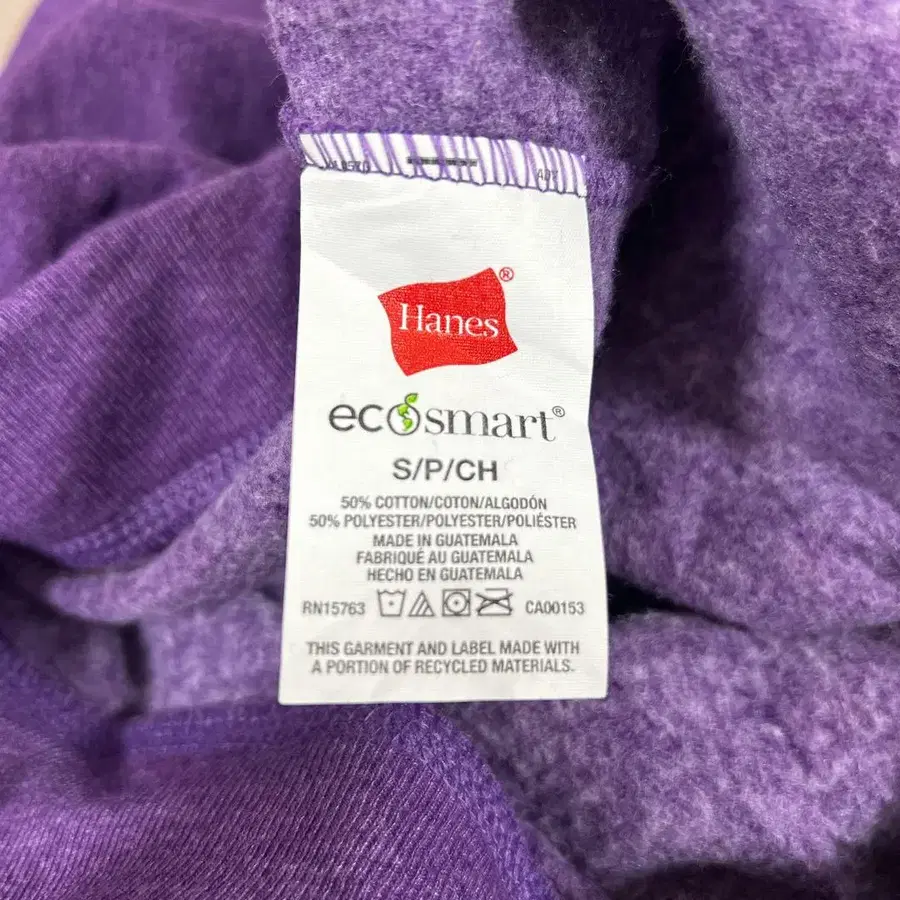 Hanes®
ecosmart®
S/P/CH
50% COTTON/COTON/ALGODÓN
50% POLYESTER/POLYESTER/POLIÉSTER
MADE IN GUATEMALA
FABRIQUÉ AU GUATEMALA
HECHO EN GUATEMALA
RN15763 CA00153
THIS GARMENT AND LABEL MADE WITH
A PORTION OF RECYCLED MATERIALS.